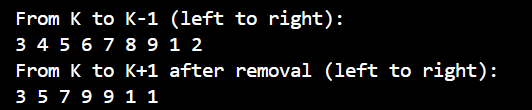 From K to K-1 (left to right):
3 4 5 6 7 8 9 1 2
From K to K+1 after removal (left to right):
3 5 7 9 9 1 1